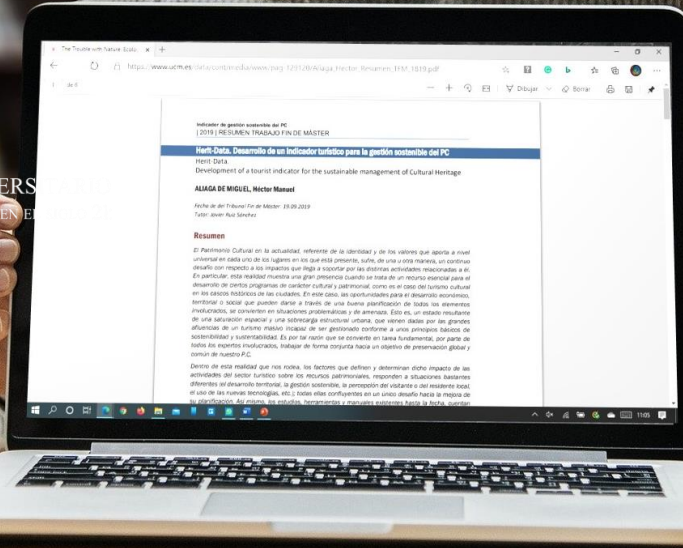 The Trouble with Nature: Ecolo
1 de 8
Dibujar
Borrar
Indicador de gestión sostenible del PC
| 2019 | RESUMEN TRABAJO FIN DE MÁSTER
Herit-Data. Desarrollo de un indicador turístico para la gestión sostenible del PC
Herit-Data.
Development of a tourist indicator for the sustainable management of Cultural Heritage
ALIAGA DE MIGUEL, Héctor Manuel
Fecha de del Tribunal Fin de Máster: 19.09.2019
Tutor: Javier Ruiz Sánchez
Resumen
El Patrimonio Cultural en la actualidad, referente de la identidad y de los valores que aporta a nivel
universal en cada uno de los lugares en los que está presente, sufre, de una u otra manera, un continuo
desafío con respecto a los impactos que llega a soportar por las distintas actividades relacionadas a él.
En particular, esta realidad muestra una gran presencia cuando se trata de un recurso esencial para el
desarrollo de ciertos programas de carácter cultural y patrimonial, como es el caso del turismo cultural
en los cascos históricos de las ciudades. En este caso, las oportunidades para el desarrollo económico,
territorial o social que pueden darse a través de una buena planificación de todos los elementos
involucrados, se convierten en situaciones problemáticas y de amenaza. Esto es, un estado resultante
de una saturación espacial y una sobrecarga estructural urbana, que vienen dadas por las grandes
afluencias de un turismo masivo incapaz de ser gestionado conforme a unos principios básicos de
sostenibilidad y sustentabilidad. Es por tal razón que se convierte en tarea fundamental, por parte de
todos los expertos involucrados, trabajar de forma conjunta hacia un objetivo de preservación global y
común de nuestro P.C.
Dentro de esta realidad que nos rodea, los factores que definen y determinan dicho impacto de las
actividades del sector turístico sobre los recursos patrimoniales, responden a situaciones bastantes
diferentes (el desarrollo territorial, la gestión sostenible, la percepción del visitante o del residente local,
el uso de las nuevas tecnologías, etc.); todas ellas confluyentes en un único desafío hacia la mejora de
su planificación. Así mismo, los estudios, herramientas y manuales existentes hasta la fecha, cuentan
11:05